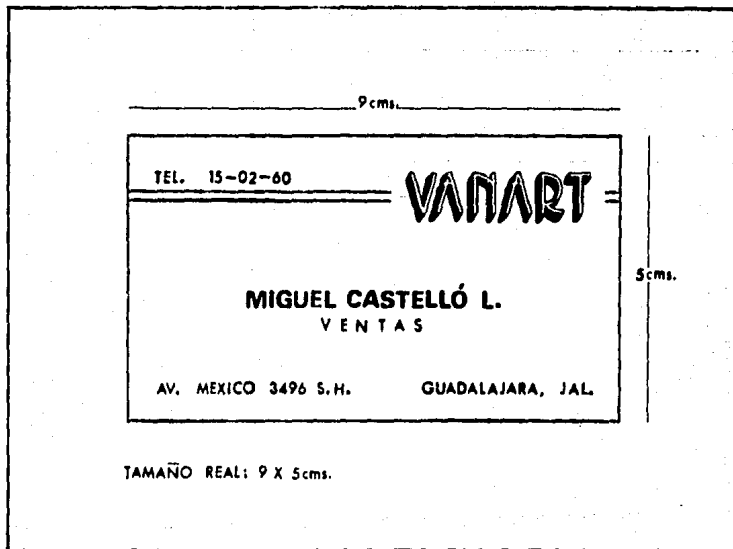 9cms.
TEL. 15-02-60
VANART
5cms.
MIGUEL CASTELLÓ L.
VENTAS
AV. MEXICO 3496 S.H.
GUADALAJARA, JAL.
TAMAÑO REAL: 9 X 5cms.